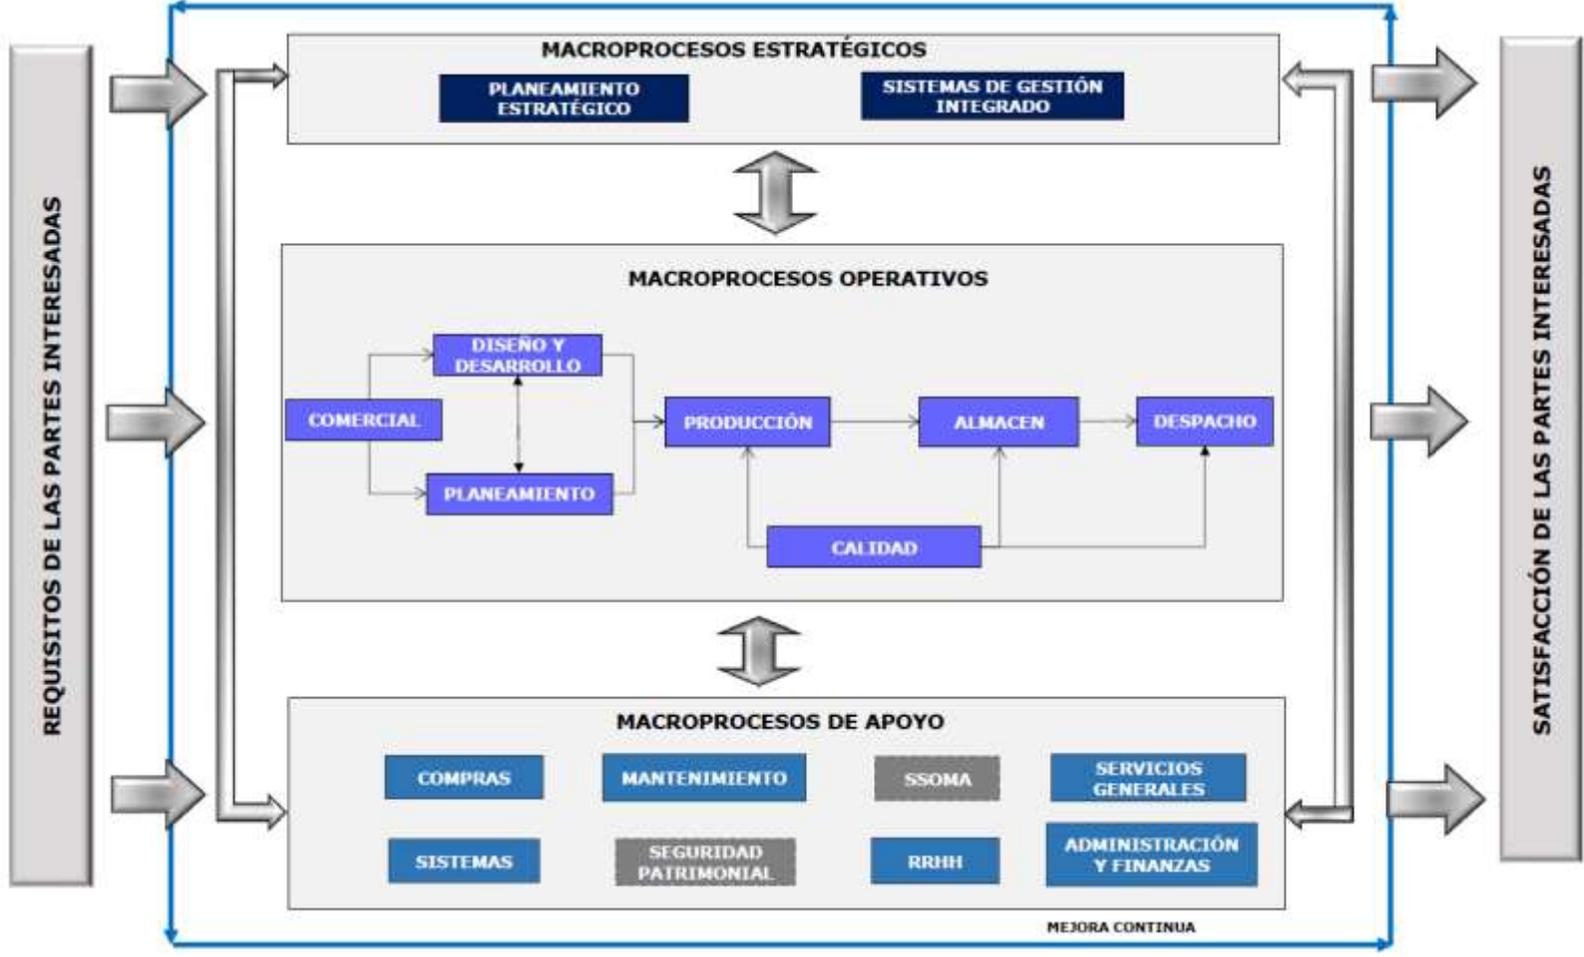 REQUISITOS DE LAS PARTES INTERESADAS
MACROPROCESOS ESTRATÉGICOS
PLANEAMIENTO
ESTRATÉGICO
SISTEMAS DE GESTIÓN
INTEGRADO
MACROPROCESOS OPERATIVOS
COMERCIAL
DISEÑO Y
DESARROLLO
PLANEAMIENTO
PRODUCCIÓN
ALMACEN
DESPACHO
CALIDAD
MACROPROCESOS DE APOYO
COMPRAS
MANTENIMIENTO
SSOMA
SERVICIOS
GENERALES
SISTEMAS
SEGURIDAD
PATRIMONIAL
RRHH
ADMINISTRACIÓN
Y FINANZAS
MEJORA CONTINUA
SATISFACCIÓN DE LAS PARTES INTERESADAS